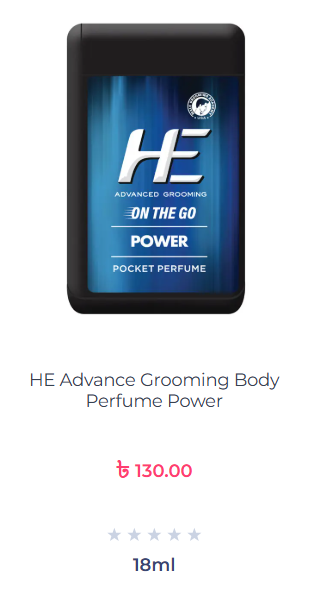 HE
ADVANCED GROOMING
ON THE GO
POWER
POCKET PERFUME
HE Advance Grooming Body
Perfume Power
৳ 130.00
18ml